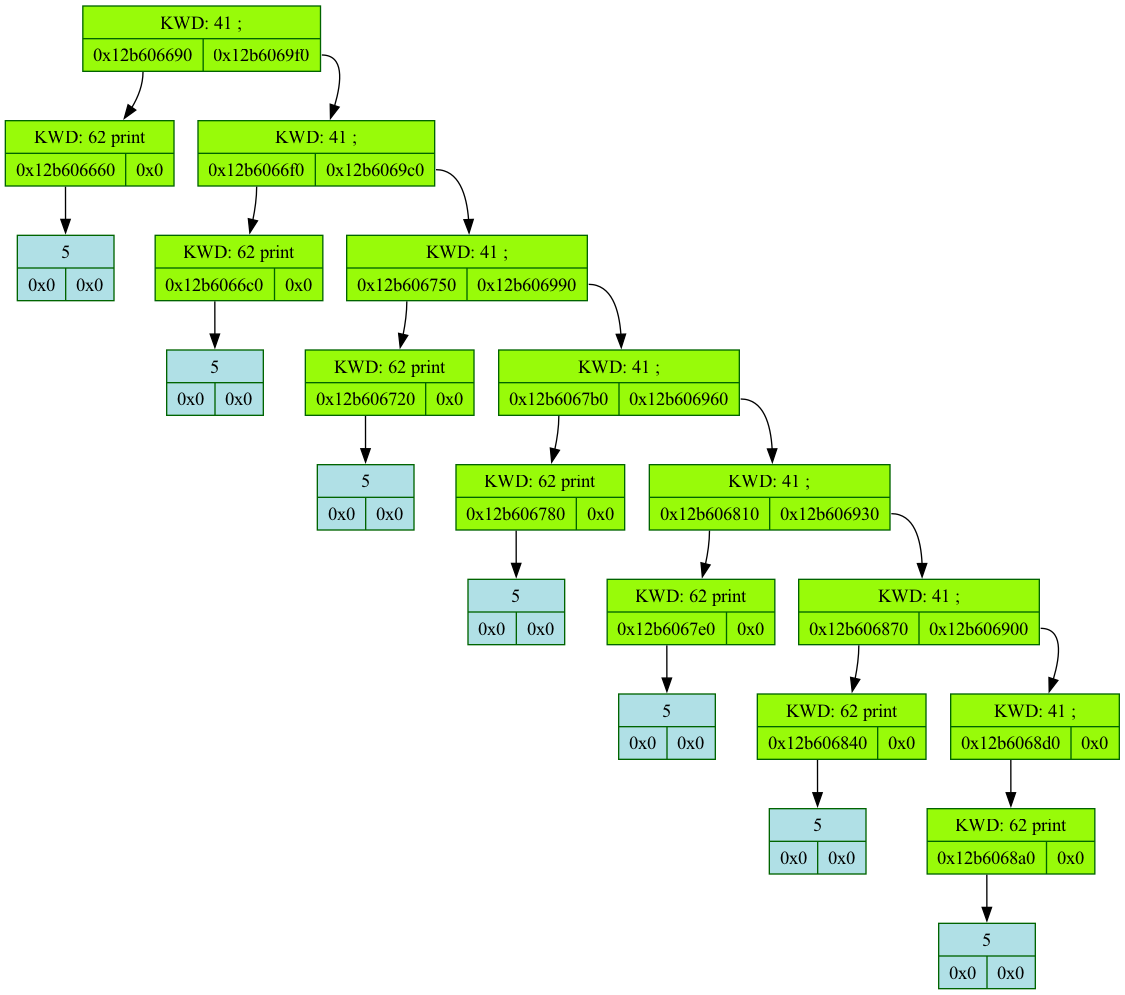 KWD: 41 ;
0x12b606690 0x12b6069f0
KWD: 62 print
0x12b606660 0x0
KWD: 41 ;
0x12b6066f0 0x12b6069c0
5
0x0 0x0
KWD: 62 print
0x12b6066c0 0x0
KWD: 41 ;
0x12b606750 0x12b606990
5
0x0 0x0
KWD: 62 print
0x12b606720 0x0
KWD: 41 ;
0x12b6067b0 0x12b606960
5
0x0 0x0
KWD: 62 print
0x12b606780 0x0
KWD: 41 ;
0x12b606810 0x12b606930
5
0x0 0x0
KWD: 62 print
0x12b6067e0 0x0
KWD: 41 ;
0x12b606870 0x12b606900
5
0x0 0x0
KWD: 62 print
0x12b606840 0x0
KWD: 41 ;
0x12b6068d0 0x0
5
0x0 0x0
KWD: 62 print
0x12b6068a0 0x0
5
0x0 0x0